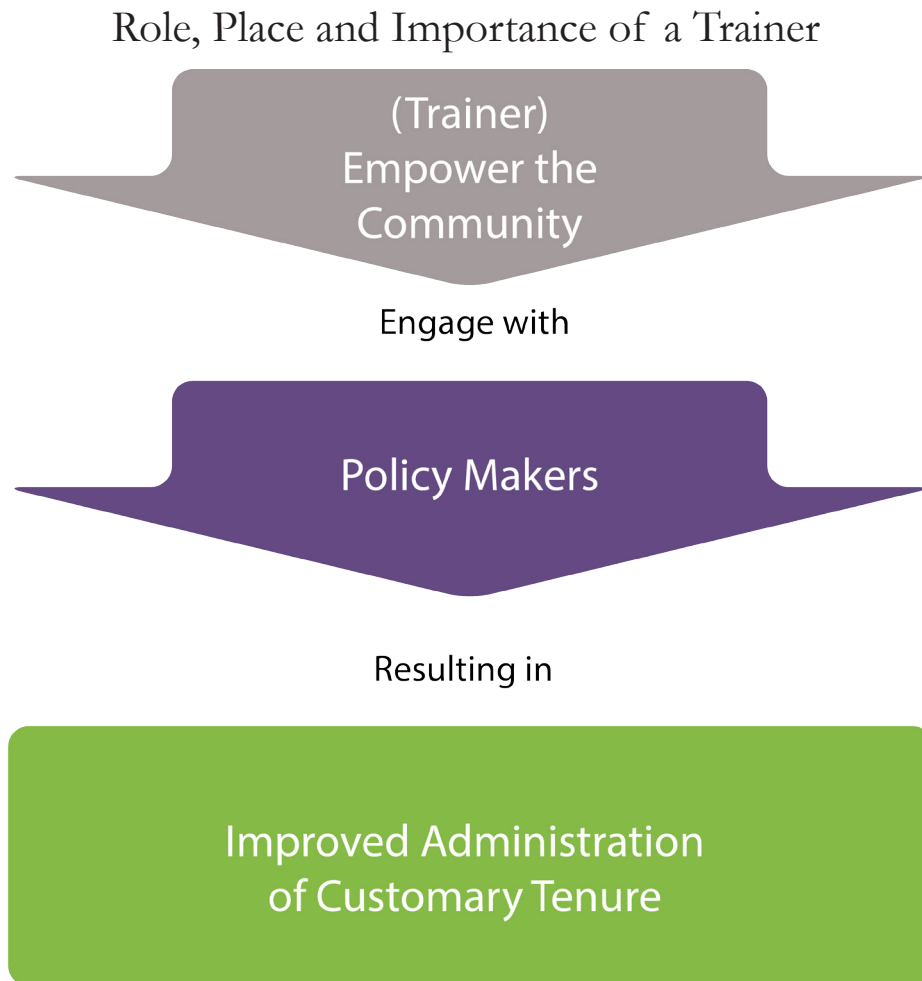 Role, Place and Importance of a Trainer
(Trainer)
Empower the
Community
Engage with
Policy Makers
Resulting in
Improved Administration
of Customary Tenure